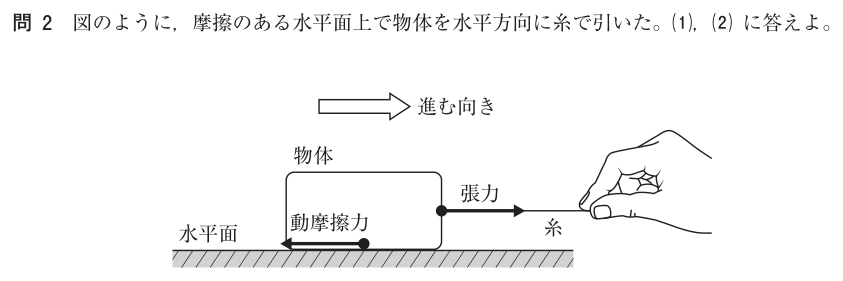 問 2 図のように，摩擦のある水平面上で物体を水平方向に糸で引いた。(1)，(2) に答えよ。
進む向き
物体
張力
動摩擦力
糸
水平面